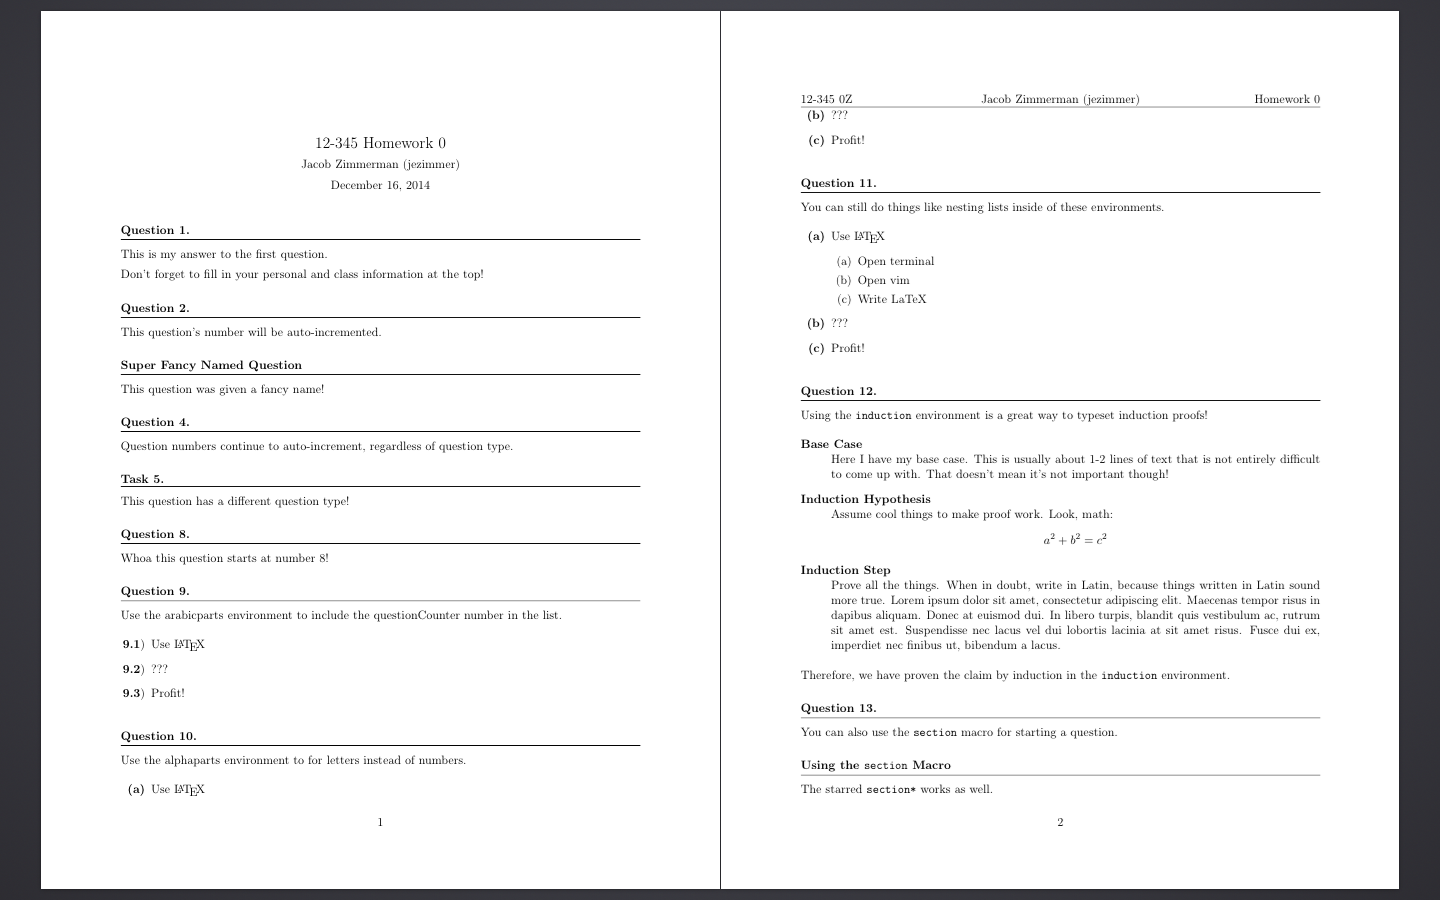 12-345 Homework 0
Jacob Zimmerman (jezimmer)
December 16, 2014
Question 1.
This is my answer to the first question.
Don't forget to fill in your personal and class information at the top!
Question 2.
This question's number will be auto-incremented.
Super Fancy Named Question
This question was given a fancy name!
Question 4.
Question numbers continue to auto-increment, regardless of question type.
Task 5.
This question has a different question type!
Question 8.
Whoa this question starts at number 8!
Question 9.
Use the arabicparts environment to include the questionCounter number in the list.
9.1) Use LATEX
9.2) ???
9.3) Profit!
Question 10.
Use the alphaparts environment to for letters instead of numbers.
(a) Use LATEX
1
12-345 0Z Jacob Zimmerman (jezimmer) Homework 0
(b) ???
(c) Profit!
Question 11.
You can still do things like nesting lists inside of these environments.
(a) Use LATEX
(a) Open terminal
(b) Open vim
(c) Write LaTeX
(b) ???
(c) Profit!
Question 12.
Using the induction environment is a great way to typeset induction proofs!
Base Case
Here I have my base case. This is usually about 1-2 lines of text that is not entirely difficult
to come up with. That doesn't mean it's not important though!
Induction Hypothesis
Assume cool things to make proof work. Look, math:
a² + b² = c²
Induction Step
Prove all the things. When in doubt, write in Latin, because things written in Latin sound
more true. Lorem ipsum dolor sit amet, consectetur adipiscing elit. Maecenas tempor risus in
dapibus aliquam. Donec at euismod dui. In libero turpis, blandit quis vestibulum ac, rutrum
sit amet est. Suspendisse nec lacus vel dui lobortis lacinia at sit amet risus. Fusce dui ex,
imperdiet nec finibus ut, bibendum a lacus.
Therefore, we have proven the claim by induction in the induction environment.
Question 13.
You can also use the section macro for starting a question.
Using the section Macro
The starred section* works as well.
2